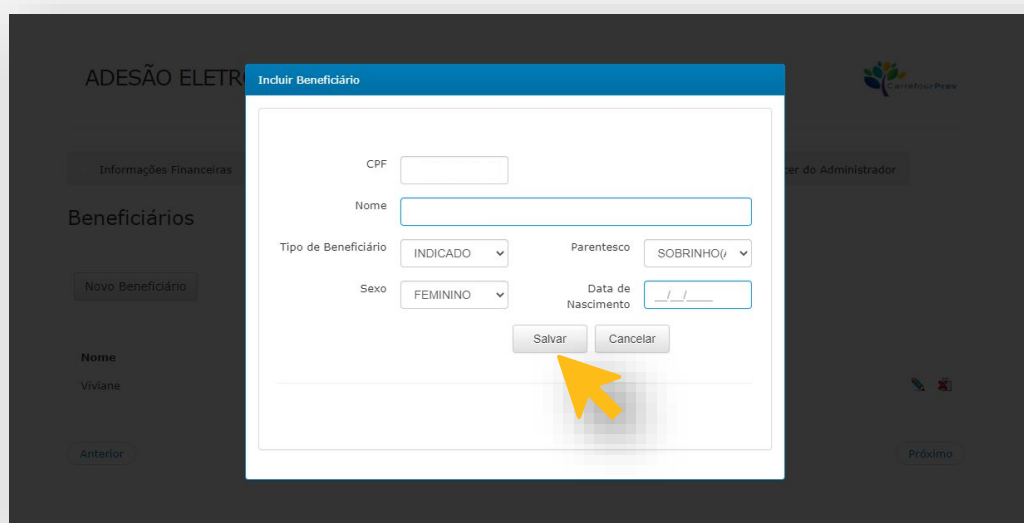 ADESÃO ELETR
Incluir Beneficiário
CarrefourPrev
CPF
Informações Financeiras
cer do Administrador
Nome
Beneficiários
Tipo de Beneficiário
INDICADO
Parentesco
SOBRINHO(
Novo Beneficiário
Sexo
FEMININO
Data de
Nascimento
__/__/____
Salvar
Cancelar
Nome
Viviane
Anterior
Próximo